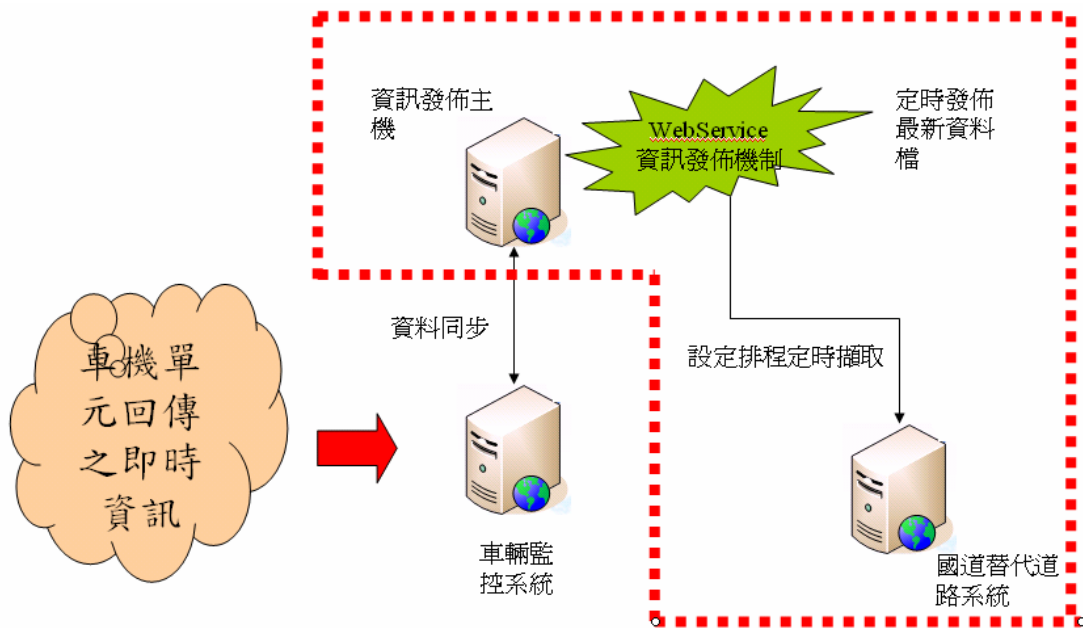 資訊發佈主
機
WebService
資訊發佈機制
定時發佈
最新資料
檔
資料同步
設定排程定時擷取
車機單
元回傳
之即時
資訊
車輛監
控系統
國道替代道
路系統